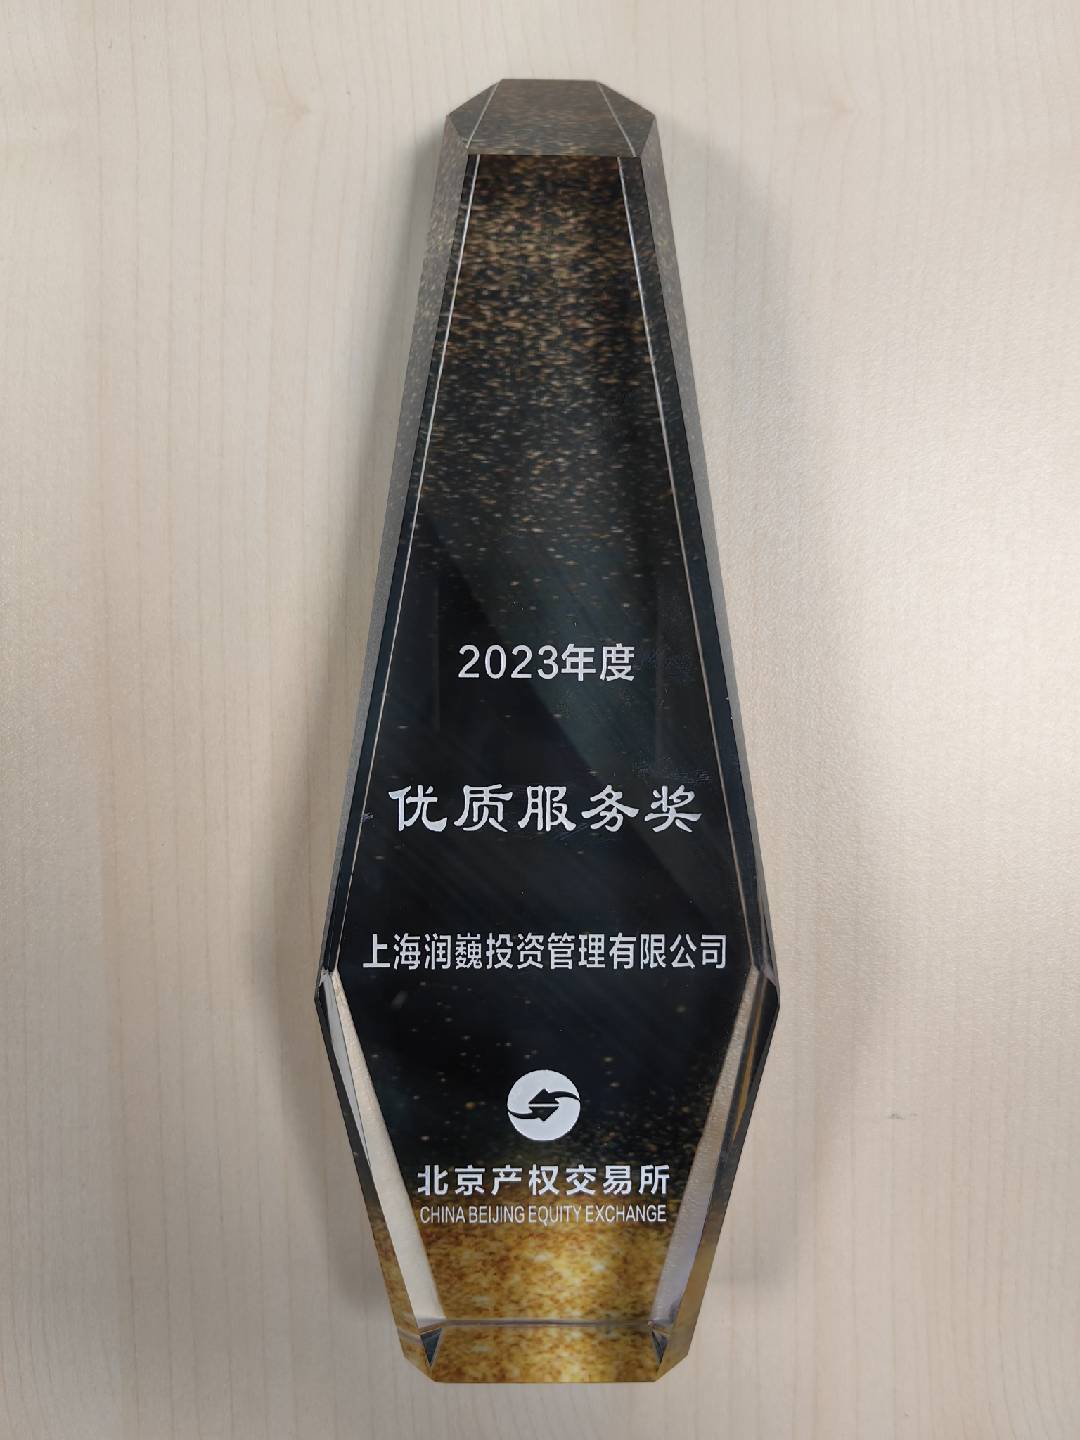 2023年度
优质服务奖
上海润巍投资管理有限公司
北京产权交易所
CHINA BEIJING EQUITY EXCHANGE